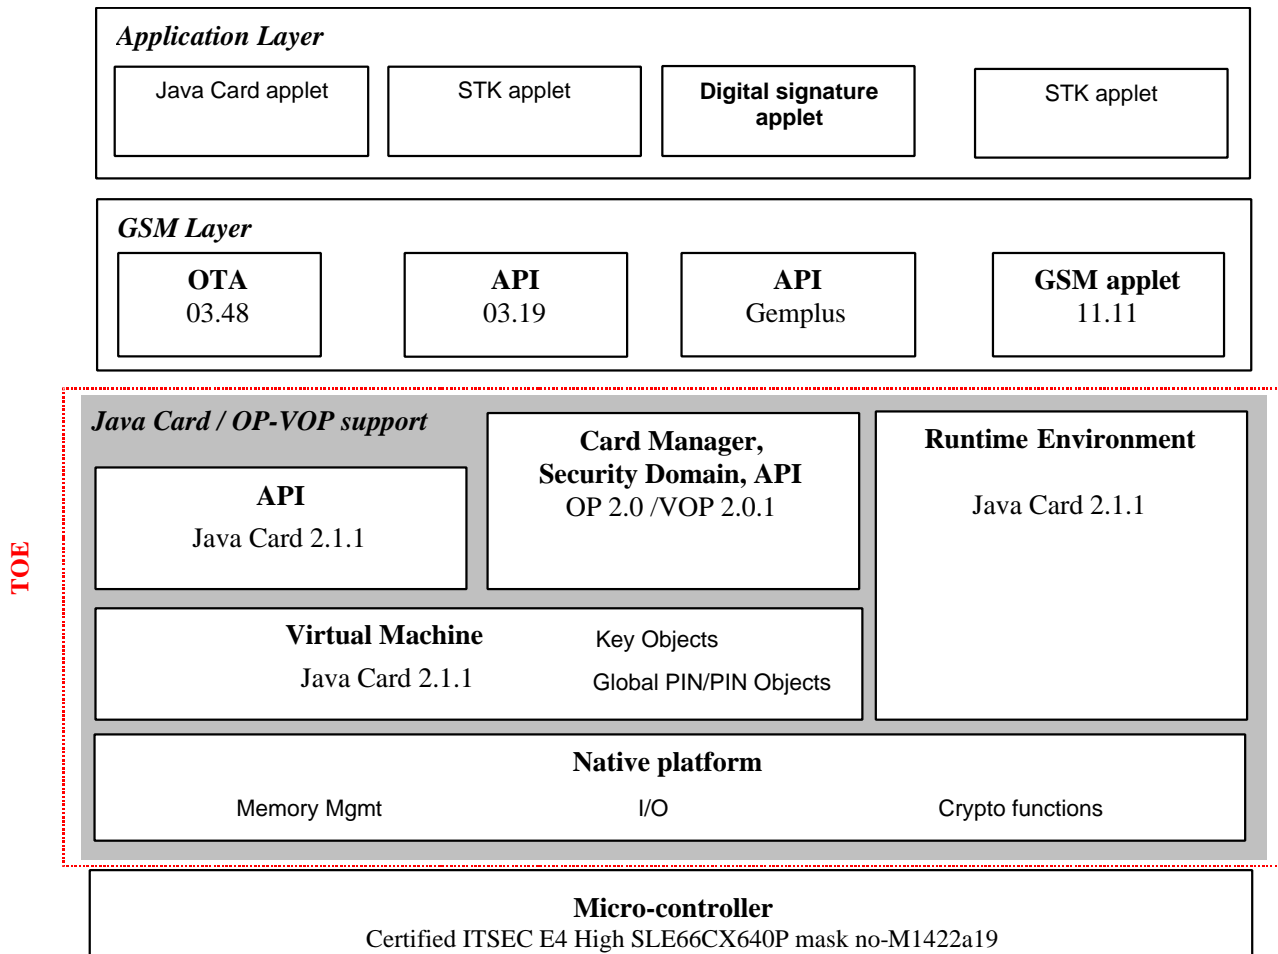 Application Layer
Java Card applet
STK applet
Digital signature
applet
STK applet
GSM Layer
OTA
03.48
API
03.19
API
Gemplus
GSM applet
11.11
TOE
Java Card / OP-VOP support
API
Java Card 2.1.1
Card Manager,
Security Domain, API
OP 2.0 /VOP 2.0.1
Runtime Environment
Java Card 2.1.1
Virtual Machine
Java Card 2.1.1
Key Objects
Global PIN/PIN Objects
Native platform
Memory Mgmt
I/O
Crypto functions
Micro-controller
Certified ITSEC E4 High SLE66CX640P mask no-M1422a19